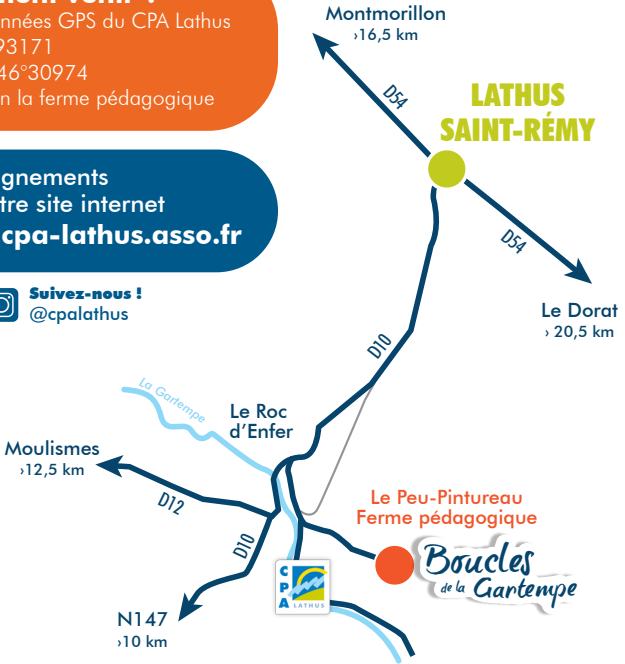 nnées GPS du CPA Lathus
93171
46°30974
n la ferme pédagogique
gnements
tre site internet
cpa-lathus.asso.fr
Suivez-nous !
@cpalathus
Montmorillon
›16,5 km
D54
LATHUS
SAINT-RÉMY
D54
Le Dorat
› 20,5 km
D10
La Gartempe
Le Roc
d’Enfer
Moulismes
›12,5 km
D12
D10
N147
›10 km
Le Peu-Pintureau
Ferme pédagogique
Boucles
de la Gartempe
CPA
LATHUS